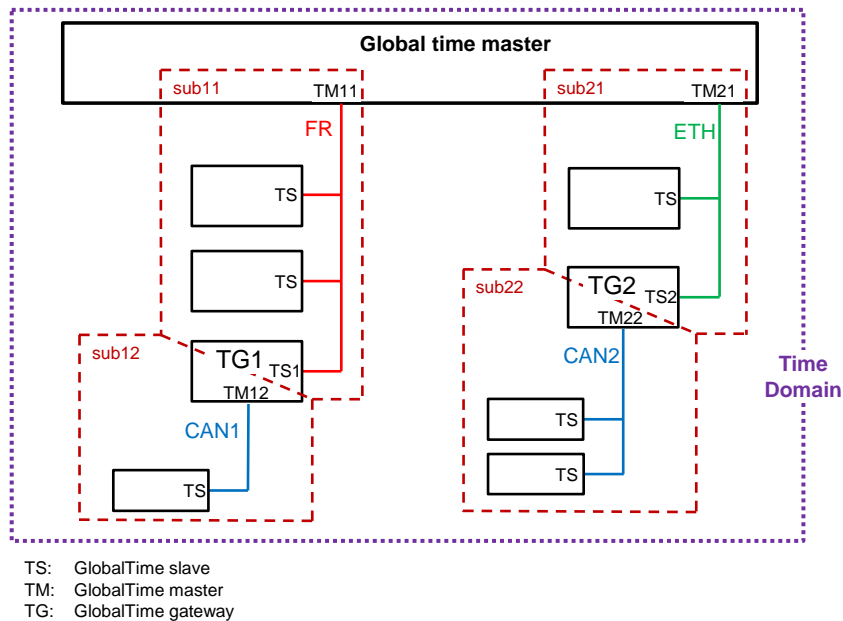 Global time master
sub11
TM11
sub21
TM21
FR
ETH
TS
TS
TS
sub22
TG2
TS2
TM22
sub12
TG1
TS1
TM12
CAN2
Time
Domain
CAN1
TS
TS
TS
TS: GlobalTime slave
TM: GlobalTime master
TG: GlobalTime gateway